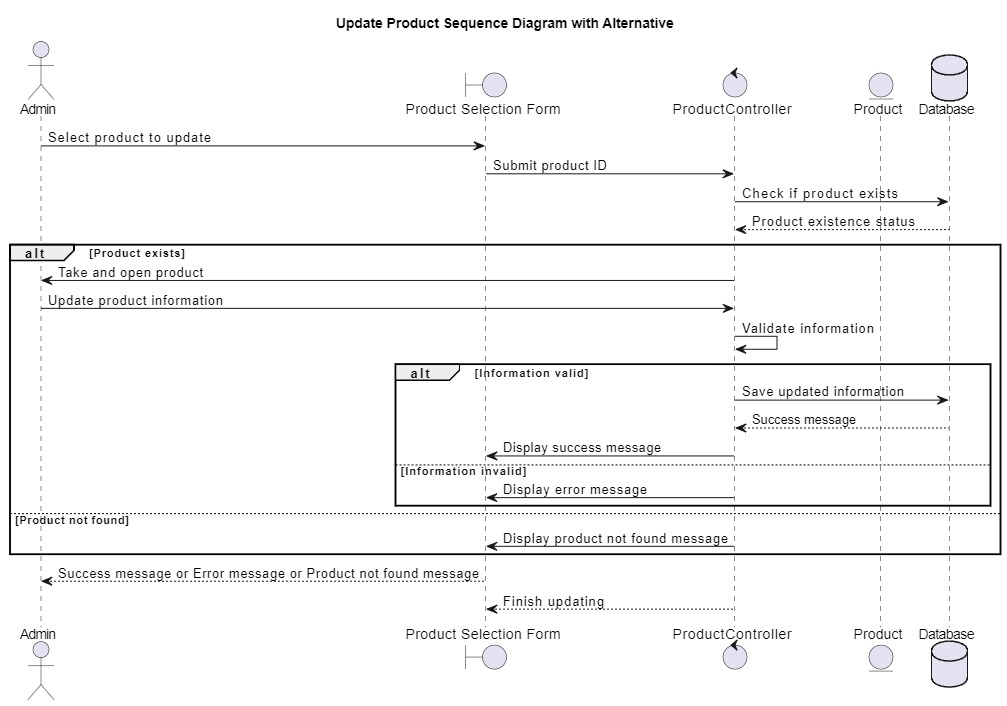 Update Product Sequence Diagram with Alternative
Admin
Product Selection Form
ProductController
Product
Database
Select product to update
Submit product ID
Check if product exists
Product existence status
alt
[Product exists]
Take and open product
Update product information
Validate information
alt
[Information valid]
Save updated information
Success message
Display success message
[Information invalid]
Display error message
[Product not found]
Display product not found message
Success message or Error message or Product not found message
Finish updating
Admin
Product Selection Form
ProductController
Product
Database